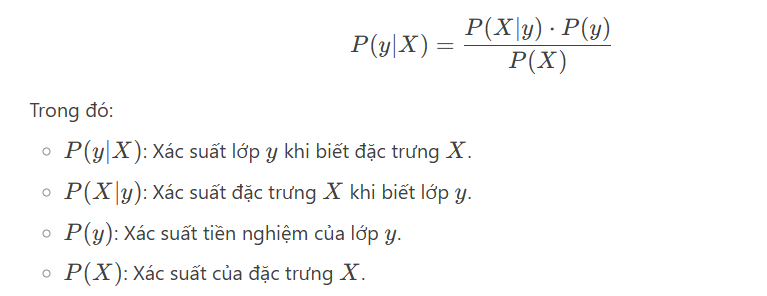 P(y|X) = \frac{P(X|y) \cdot P(y)}{P(X)}
Trong đó:
○ P(y|X): Xác suất lớp y khi biết đặc trưng X.
○ P(X|y): Xác suất đặc trưng X khi biết lớp y.
○ P(y): Xác suất tiền nghiệm của lớp y.
○ P(X): Xác suất của đặc trưng X.